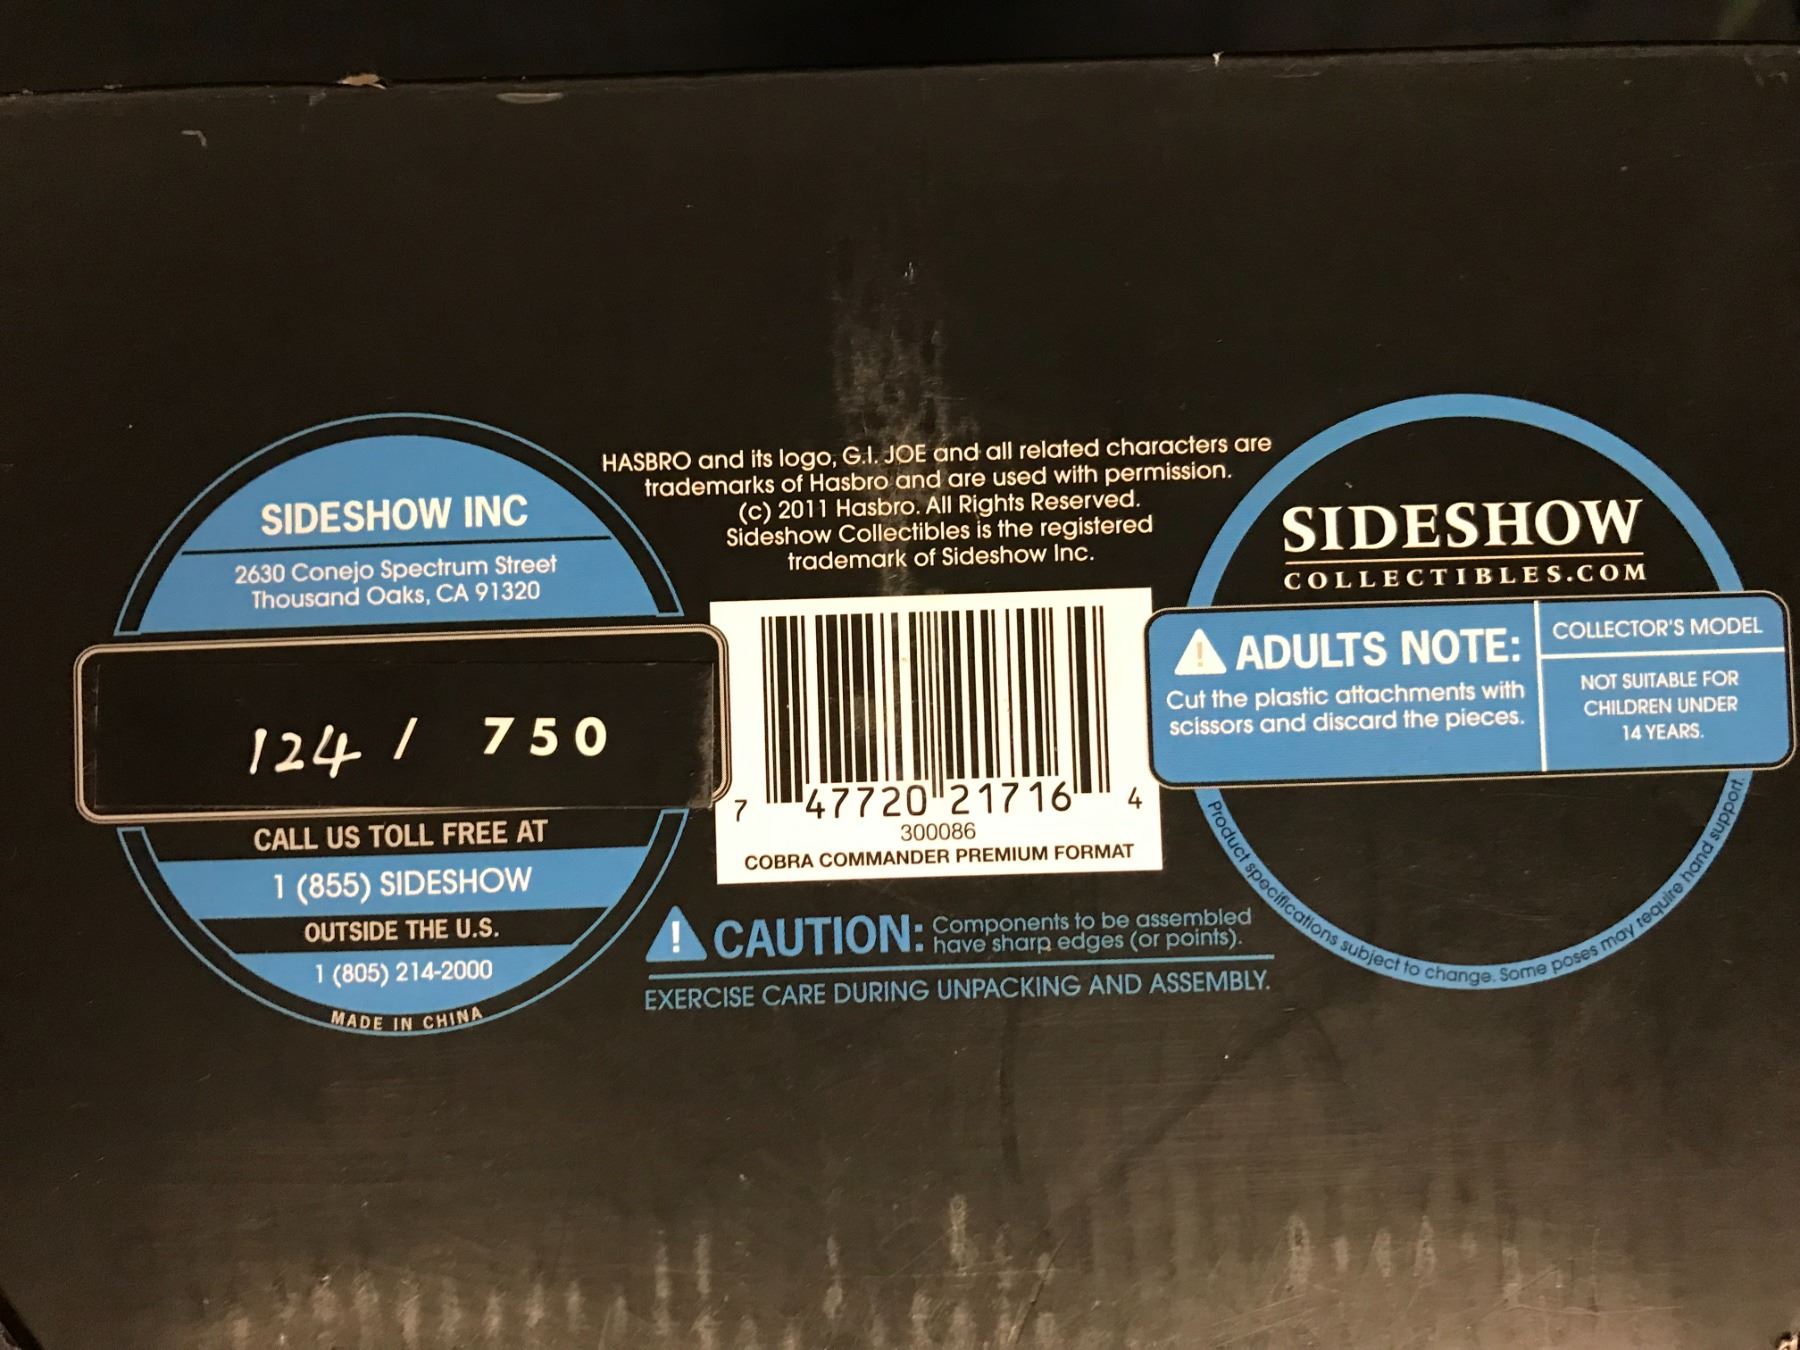 SIDESHOW INC
2630 Conejo Spectrum Street
Thousand Oaks, CA 91320
124 / 750
CALL US TOLL FREE AT
1 (855) SIDESHOW
OUTSIDE THE U.S.
1 (805) 214-2000
MADE IN CHINA
HASBRO and its logo, G.I. JOE and all related characters are
trademarks of Hasbro and are used with permission.
(c) 2011 Hasbro. All Rights Reserved.
Sideshow Collectibles is the registered
trademark of Sideshow Inc.
7 47720 21716 4
300086
COBRA COMMANDER PREMIUM FORMAT
! CAUTION: Components to be assembled
have sharp edges (or points).
EXERCISE CARE DURING UNPACKING AND ASSEMBLY.
SIDESHOW
COLLECTIBLES.COM
! ADULTS NOTE:
Cut the plastic attachments with
scissors and discard the pieces.
COLLECTOR'S MODEL
NOT SUITABLE FOR
CHILDREN UNDER
14 YEARS.
Product specifications subject to change. Some poses may require hand support.